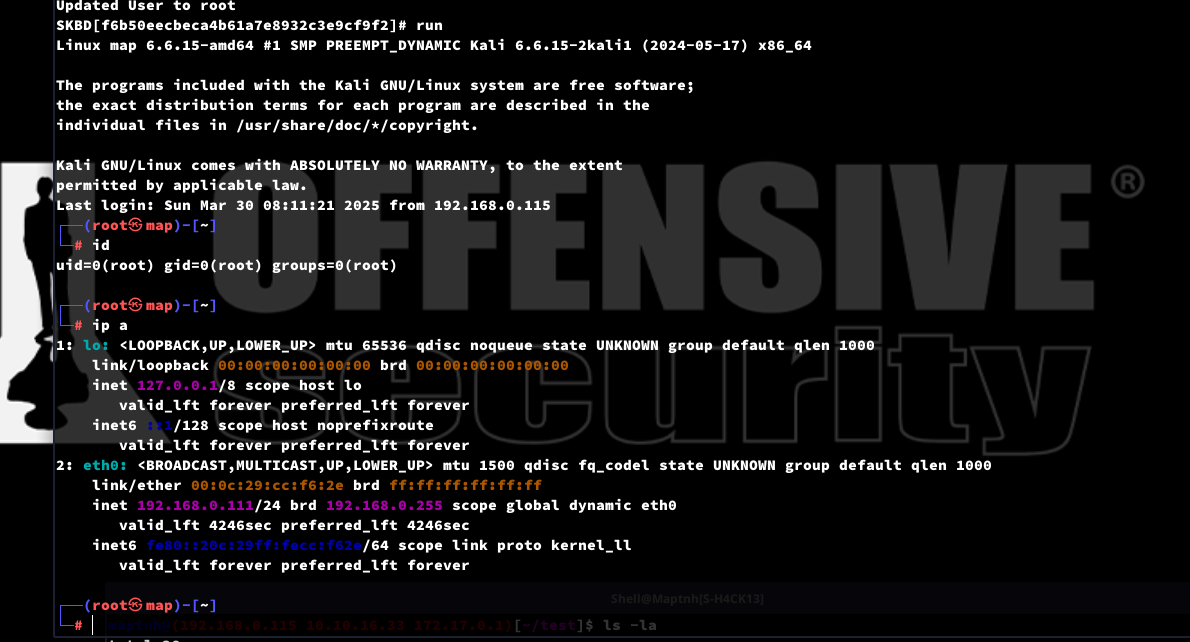 Updated User to root
SKBD[f6b50eecbeca4b61a7e8932c3e9cf9f2]# run
Linux map 6.6.15-amd64 #1 SMP PREEMPT_DYNAMIC Kali 6.6.15-2kali1 (2024-05-17) x86_64
The programs included with the Kali GNU/Linux system are free software;
the exact distribution terms for each program are described in the
individual files in /usr/share/doc/*/copyright.
Kali GNU/Linux comes with ABSOLUTELY NO WARRANTY, to the extent
permitted by applicable law.
Last login: Sun Mar 30 08:11:21 2025 from 192.168.0.115
┌──(root㉿map)-[~]
└─# id
uid=0(root) gid=0(root) groups=0(root)
┌──(root㉿map)-[~]
└─# ip a
1: lo: <LOOPBACK,UP,LOWER_UP> mtu 65536 qdisc noqueue state UNKNOWN group default qlen 1000
link/loopback 00:00:00:00:00:00 brd 00:00:00:00:00:00
inet 127.0.0.1/8 scope host lo
valid_lft forever preferred_lft forever
inet6 ::1/128 scope host noprefixroute
valid_lft forever preferred_lft forever
2: eth0: <BROADCAST,MULTICAST,UP,LOWER_UP> mtu 1500 qdisc fq_codel state UNKNOWN group default qlen 1000
link/ether 00:0c:29:cc:f6:2e brd ff:ff:ff:ff:ff:ff
inet 192.168.0.111/24 brd 192.168.0.255 scope global dynamic eth0
valid_lft 4246sec preferred_lft 4246sec
inet6 fe80::20c:29ff:fecc:f62e/64 scope link proto kernel_ll
valid_lft forever preferred_lft forever
┌──(root㉿map)-[~]
└─#
Shell@Maptnh[S-H4CK13]
(192.168.0.115 10.10.16.33 172.17.0.1)[~/test]$ ls -la
OFFENSIVE®
security